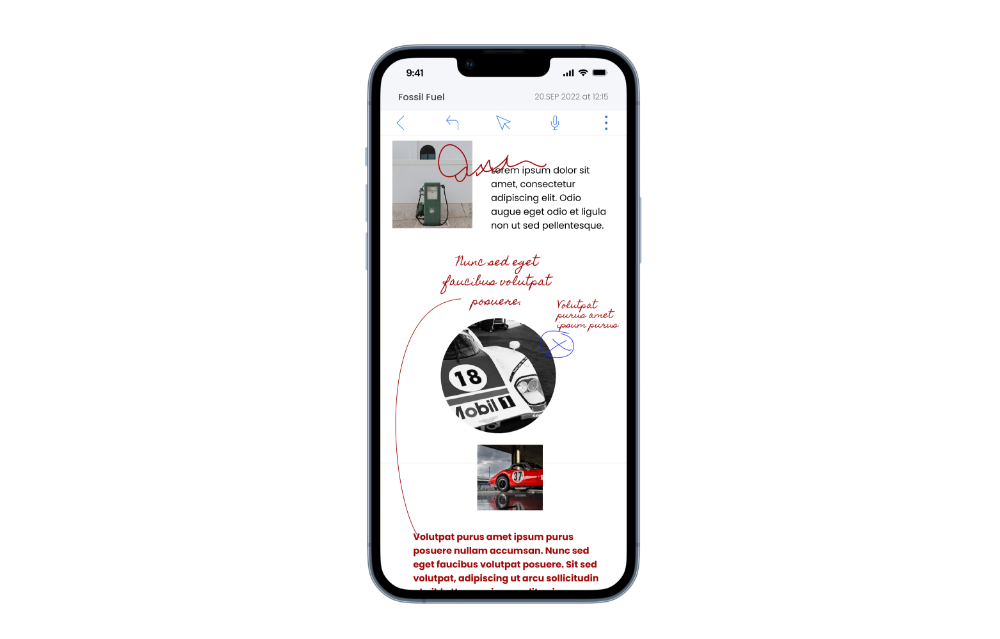 9:41
Fossil Fuel
20.SEP 2022 at 12:15
Lorem ipsum dolor sit
amet, consectetur
adipiscing elit. Odio
augue eget odio et ligula
non ut sed pellentesque.
Nunc sed eget
faucibus volutpat
posuere.
Volutpat
purus amet
ipsum purus
18
Mobil 1
37
Volutpat purus amet ipsum purus
posuere nullam accumsan. Nunc sed
eget faucibus volutpat posuere. Sit sed
volutpat, adipiscing ut arcu sollicitudin